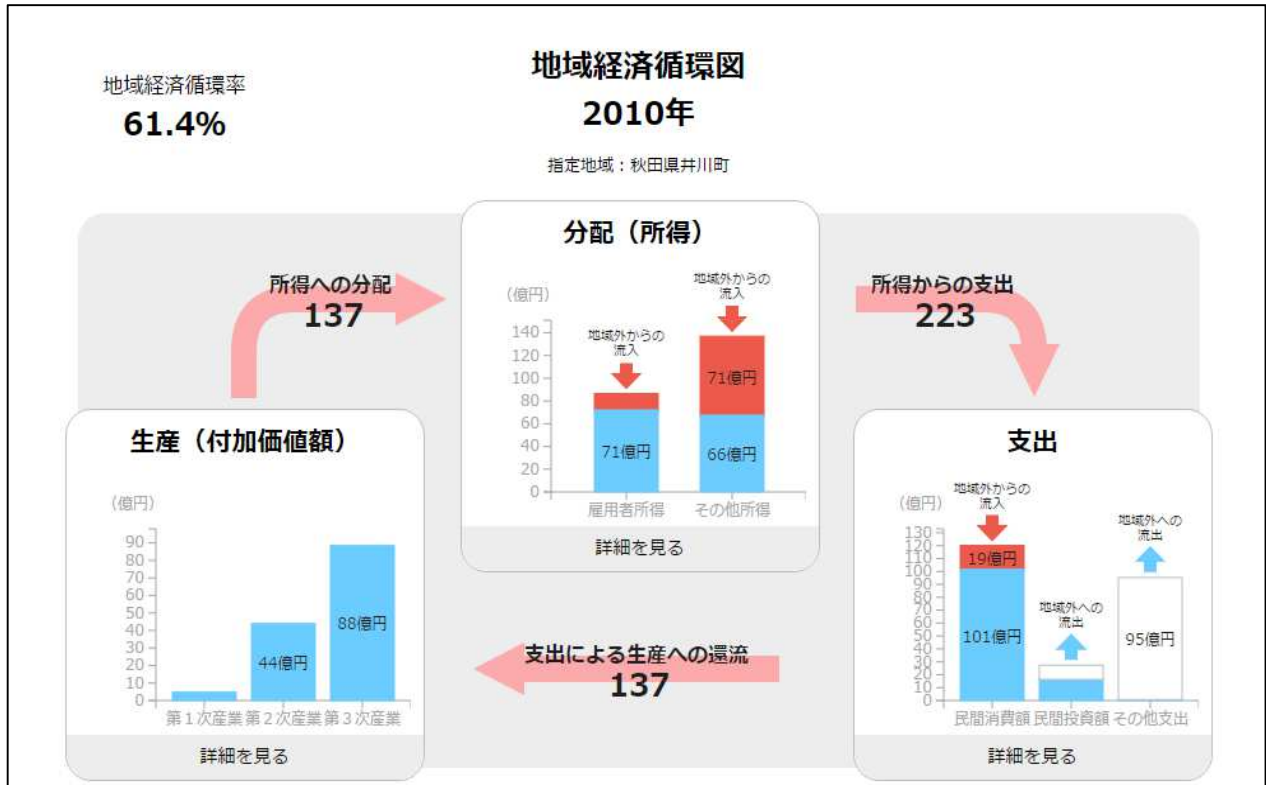 地域経済循環率
61.4%
地域経済循環図
2010年
指定地域：秋田県井川町
分配（所得）
所得への分配
137
所得からの支出
223
（億円）
地域外からの
流入
地域外からの
流入
140
120
100
80
60
40
20
0
71億円
71億円
66億円
雇用者所得
その他所得
詳細を見る
生産（付加価値額）
（億円）
90
80
70
60
50
40
30
20
10
0
44億円
88億円
第１次産業
第２次産業
第３次産業
詳細を見る
支出による生産への還流
137
支出
（億円）
地域外からの
流入
地域外への
流出
地域外への
流出
130
120
110
100
90
80
70
60
50
40
30
20
10
0
19億円
101億円
95億円
民間消費額
民間投資額
その他支出
詳細を見る